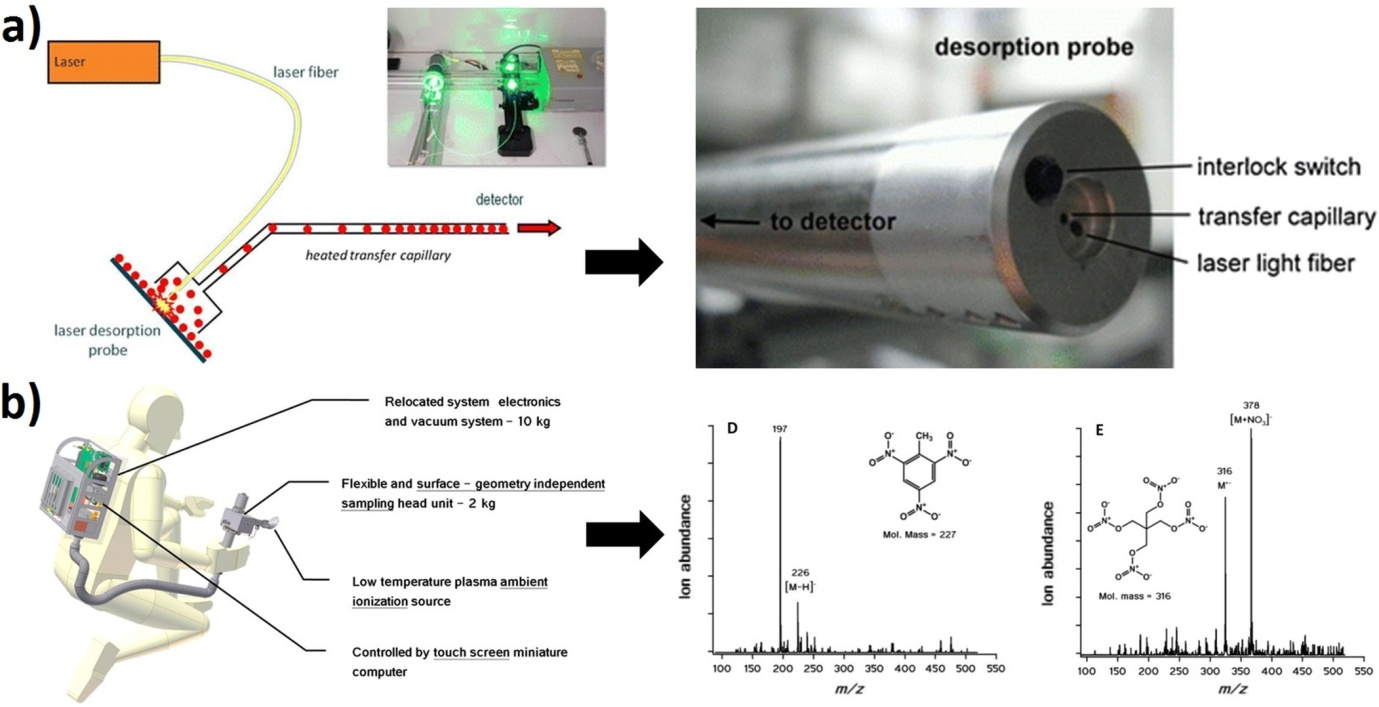 a)
Laser
laser fiber
detector
heated transfer capillary
laser desorption
probe
desorption probe
interlock switch
transfer capillary
laser light fiber
to detector
b)
Relocated system electronics
and vacuum system – 10 kg
Flexible and surface – geometry independent
sampling head unit – 2 kg
Low temperature plasma ambient
ionization source
Controlled by touch screen miniature
computer
D
197
226
[M-H]-
CH3
O-
N+
O
O
N+
O-
N+
O
O-
Mol. Mass = 227
Ion abundance
100 150 200 250 300 350 400 450 500 550
m/z
E
378
[M+NO3]-
316
M•-
O-
N+
O
O
O-
N+
O
O
O
N+
O-
O
O
N+
O-
O
Mol. mass = 316
Ion abundance
100 150 200 250 300 350 400 450 500 550
m/z